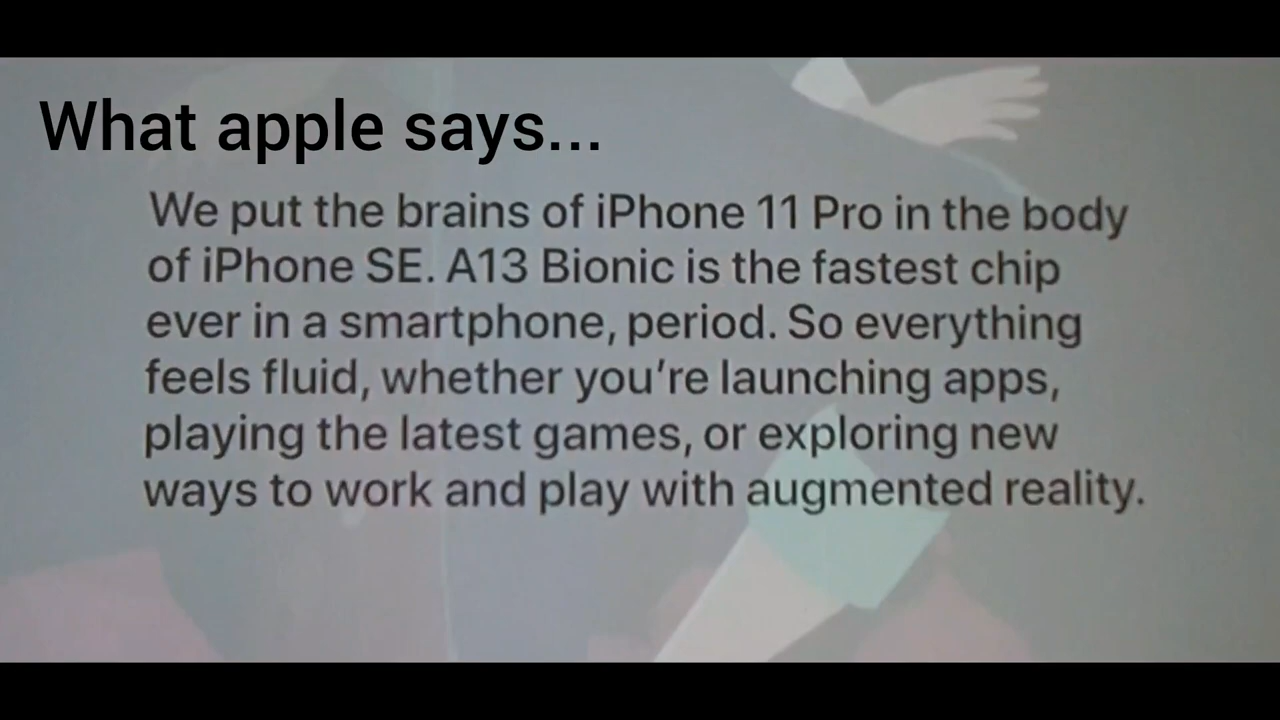 What apple says...
We put the brains of iPhone 11 Pro in the body
of iPhone SE. A13 Bionic is the fastest chip
ever in a smartphone, period. So everything
feels fluid, whether you’re launching apps,
playing the latest games, or exploring new
ways to work and play with augmented reality.